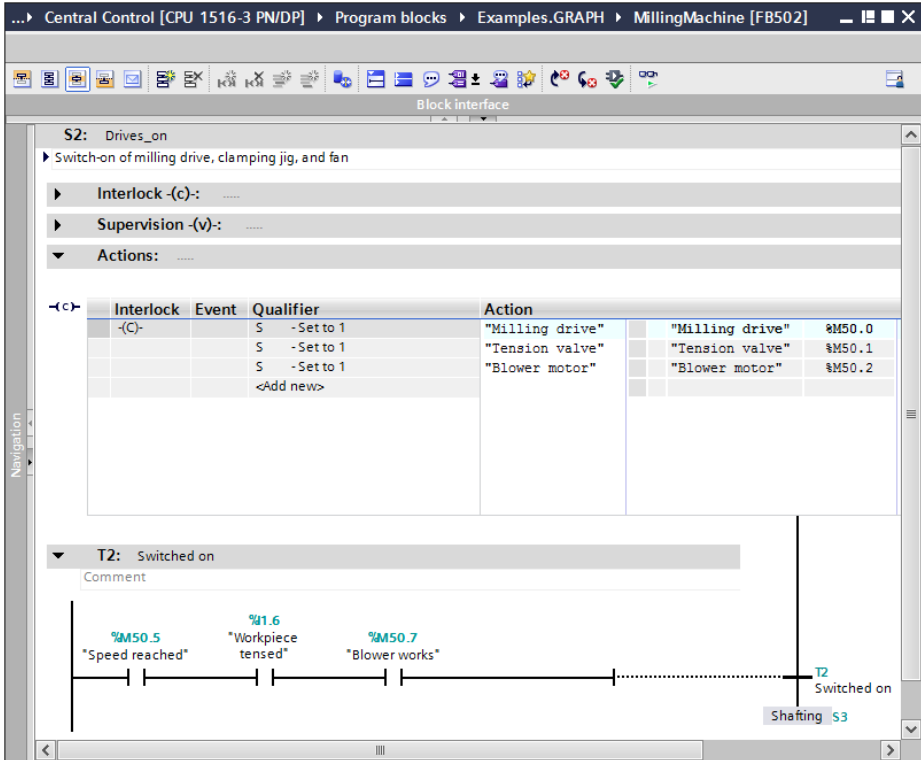 ...▸ Central Control [CPU 1516-3 PN/DP] ▸ Program blocks ▸ Examples.GRAPH ▸ MillingMachine [FB502]
Block interface
S2: Drives_on
Switch-on of milling drive, clamping jig, and fan
Interlock -(c)-: .....
Supervision -(v)-: .....
Actions: .....
-(c)- Interlock Event Qualifier Action
-(C)- S - Set to 1 "Milling drive" "Milling drive" %M50.0
S - Set to 1 "Tension valve" "Tension valve" %M50.1
S - Set to 1 "Blower motor" "Blower motor" %M50.2
<Add new>
Navigation
T2: Switched on
Comment
%I1.6
%M50.5 "Workpiece %M50.7
"Speed reached" tensed" "Blower works"
T2
Switched on
Shafting S3